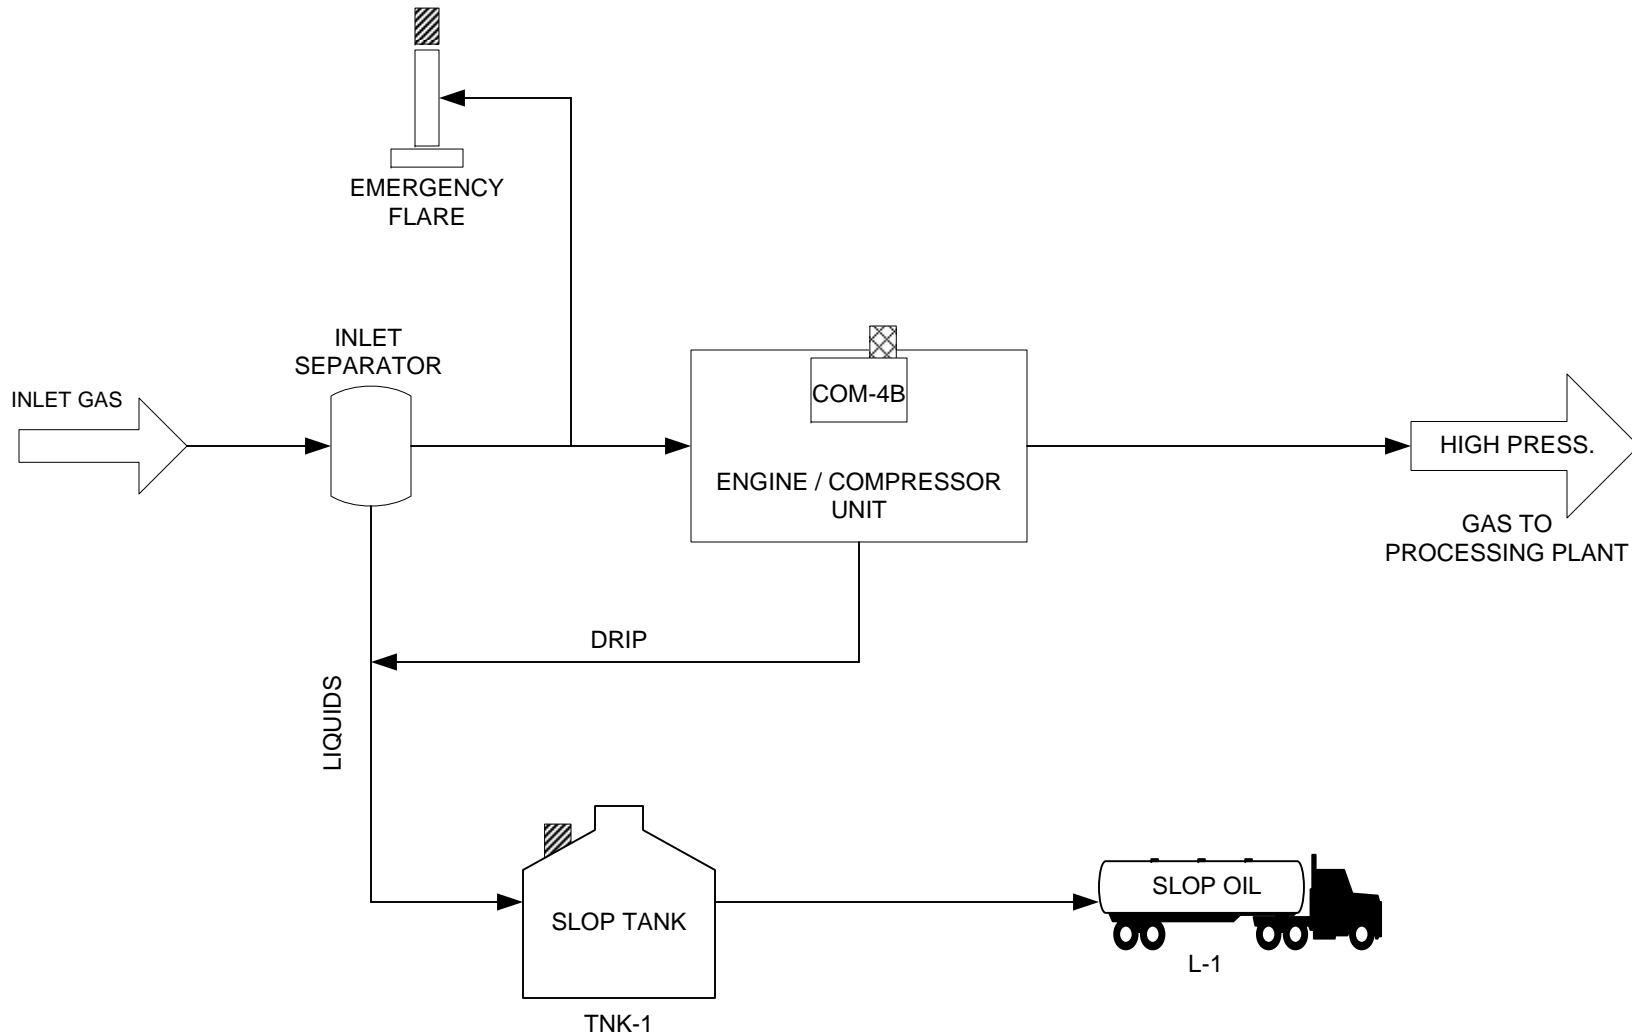 EMERGENCY
FLARE
INLET
SEPARATOR
INLET GAS
COM-4B
ENGINE / COMPRESSOR
UNIT
HIGH PRESS.
GAS TO
PROCESSING PLANT
DRIP
LIQUIDS
SLOP TANK
TNK-1
SLOP OIL
L-1